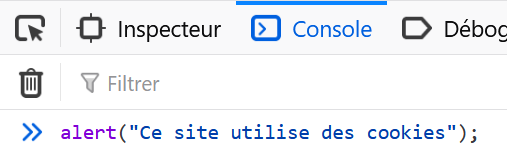 Inspecteur Console Débog
Filtrer
alert("Ce site utilise des cookies");